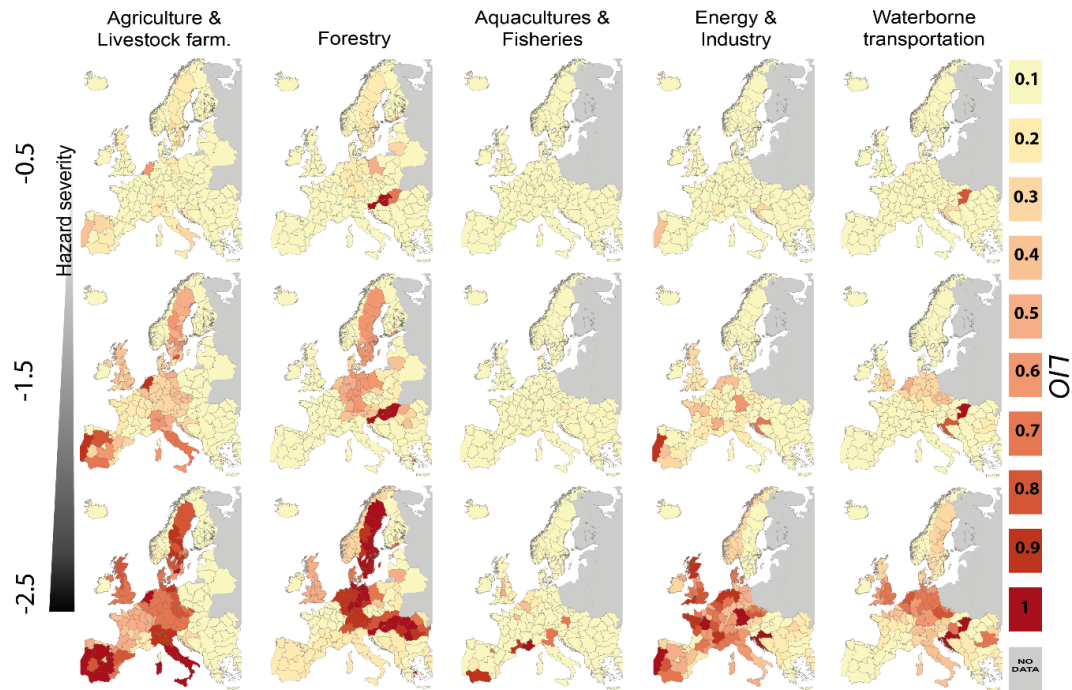 Agriculture &
Livestock farm.
Forestry
Aquacultures &
Fisheries
Energy &
Industry
Waterborne
transportation
Hazard severity
-0.5
-1.5
-2.5
0.1
0.2
0.3
0.4
0.5
0.6
0.7
0.8
0.9
1
NO
DATA
LIO